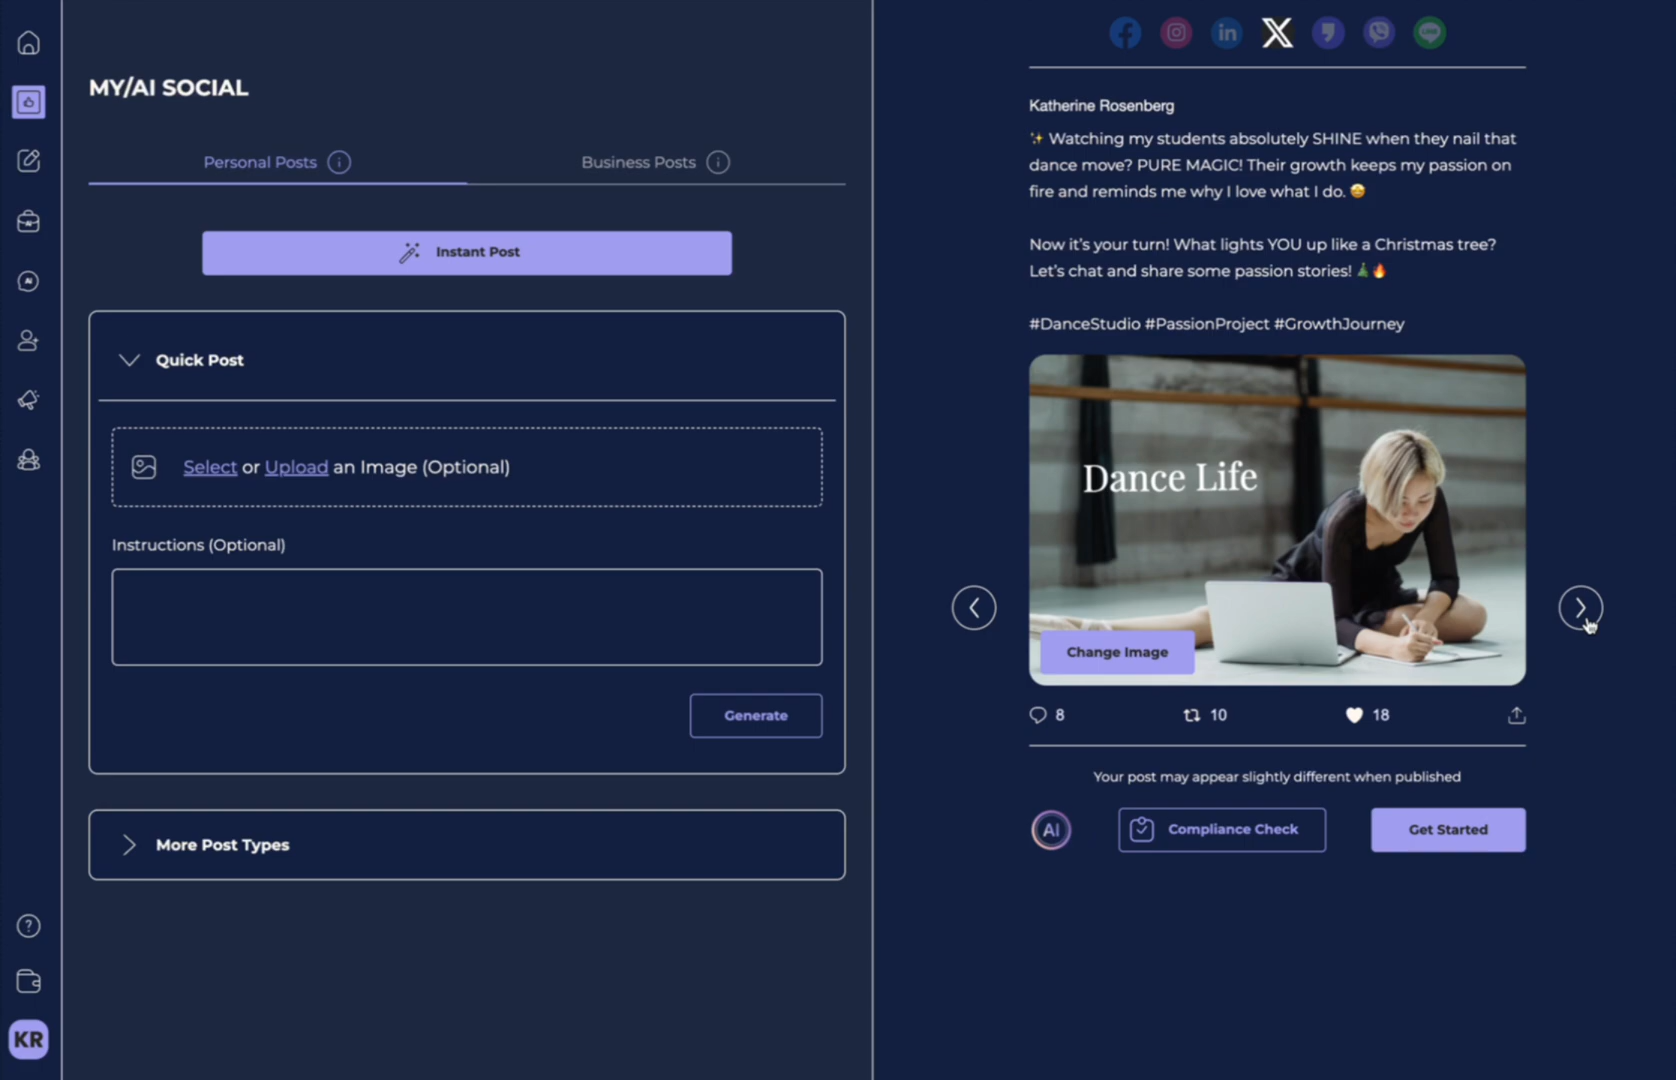 MY/AI SOCIAL
Personal Posts
Business Posts
Instant Post
Quick Post
Select or Upload an Image (Optional)
Instructions (Optional)
Generate
More Post Types
KR
Katherine Rosenberg
✨ Watching my students absolutely SHINE when they nail that
dance move? PURE MAGIC! Their growth keeps my passion on
fire and reminds me why I love what I do. 🤩
Now it's your turn! What lights YOU up like a Christmas tree?
Let's chat and share some passion stories! 🎄🔥
#DanceStudio #PassionProject #GrowthJourney
Dance Life
Change Image
8
10
18
Your post may appear slightly different when published
AI
Compliance Check
Get Started